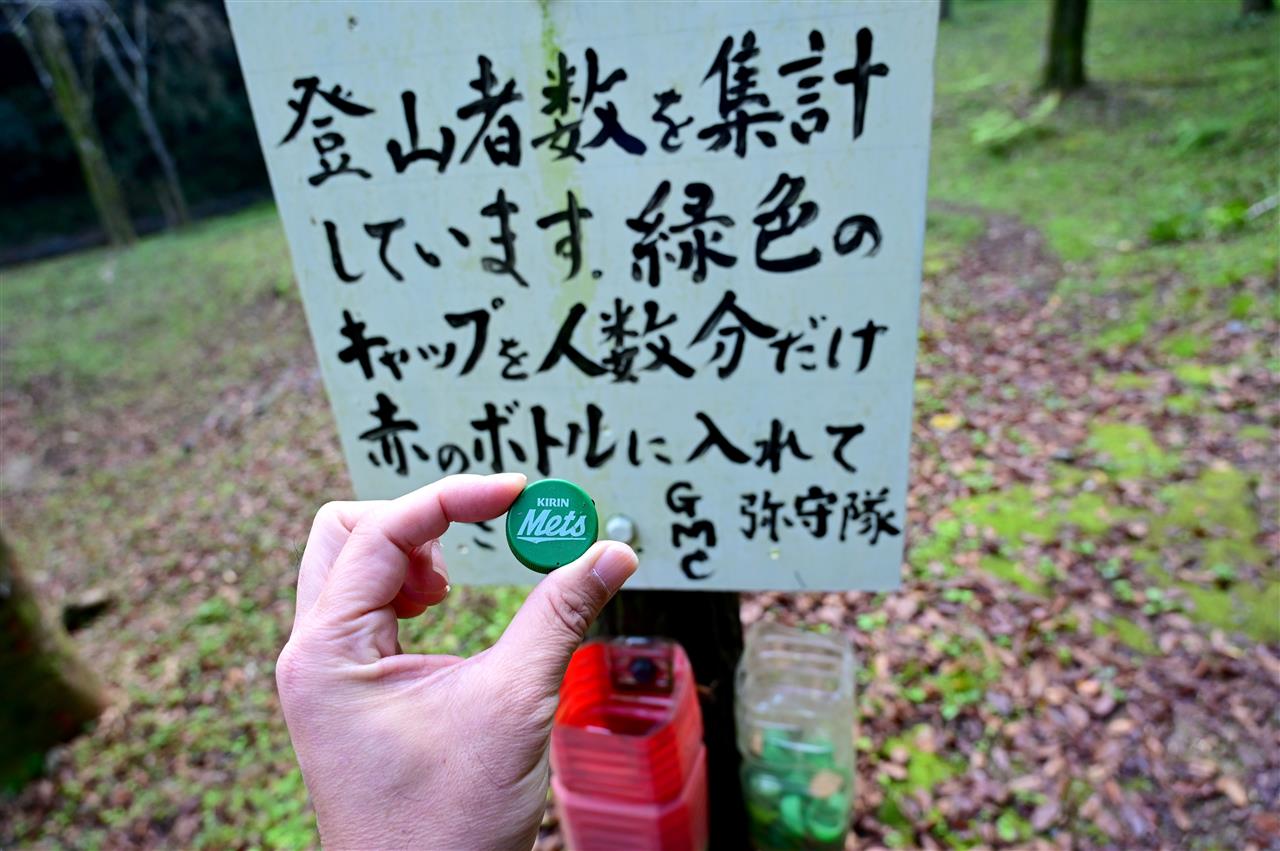 登山者数を集計
しています。緑色の
キャップを人数分だけ
赤のボトルに入れて
GMC 弥守隊
KIRIN
Mets